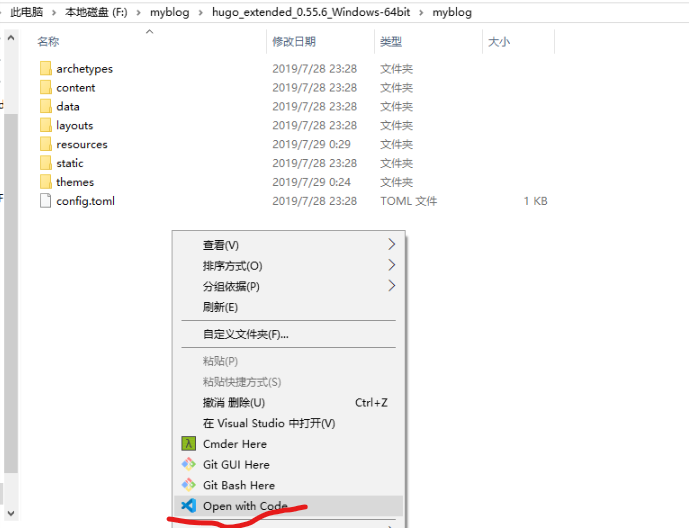 此电脑 › 本地磁盘 (F:) › myblog › hugo_extended_0.55.6_Windows-64bit › myblog
名称 修改日期 类型 大小
archetypes 2019/7/28 23:28 文件夹
content 2019/7/28 23:28 文件夹
data 2019/7/28 23:28 文件夹
layouts 2019/7/28 23:28 文件夹
resources 2019/7/29 0:29 文件夹
static 2019/7/28 23:28 文件夹
themes 2019/7/29 0:24 文件夹
config.toml 2019/7/28 23:28 TOML 文件 1 KB
查看(V)
排序方式(O)
分组依据(P)
刷新(E)
自定义文件夹(F)...
粘贴(P)
粘贴快捷方式(S)
撤消 删除(U) Ctrl+Z
在 Visual Studio 中打开(V)
Cmder Here
Git GUI Here
Git Bash Here
Open with Code